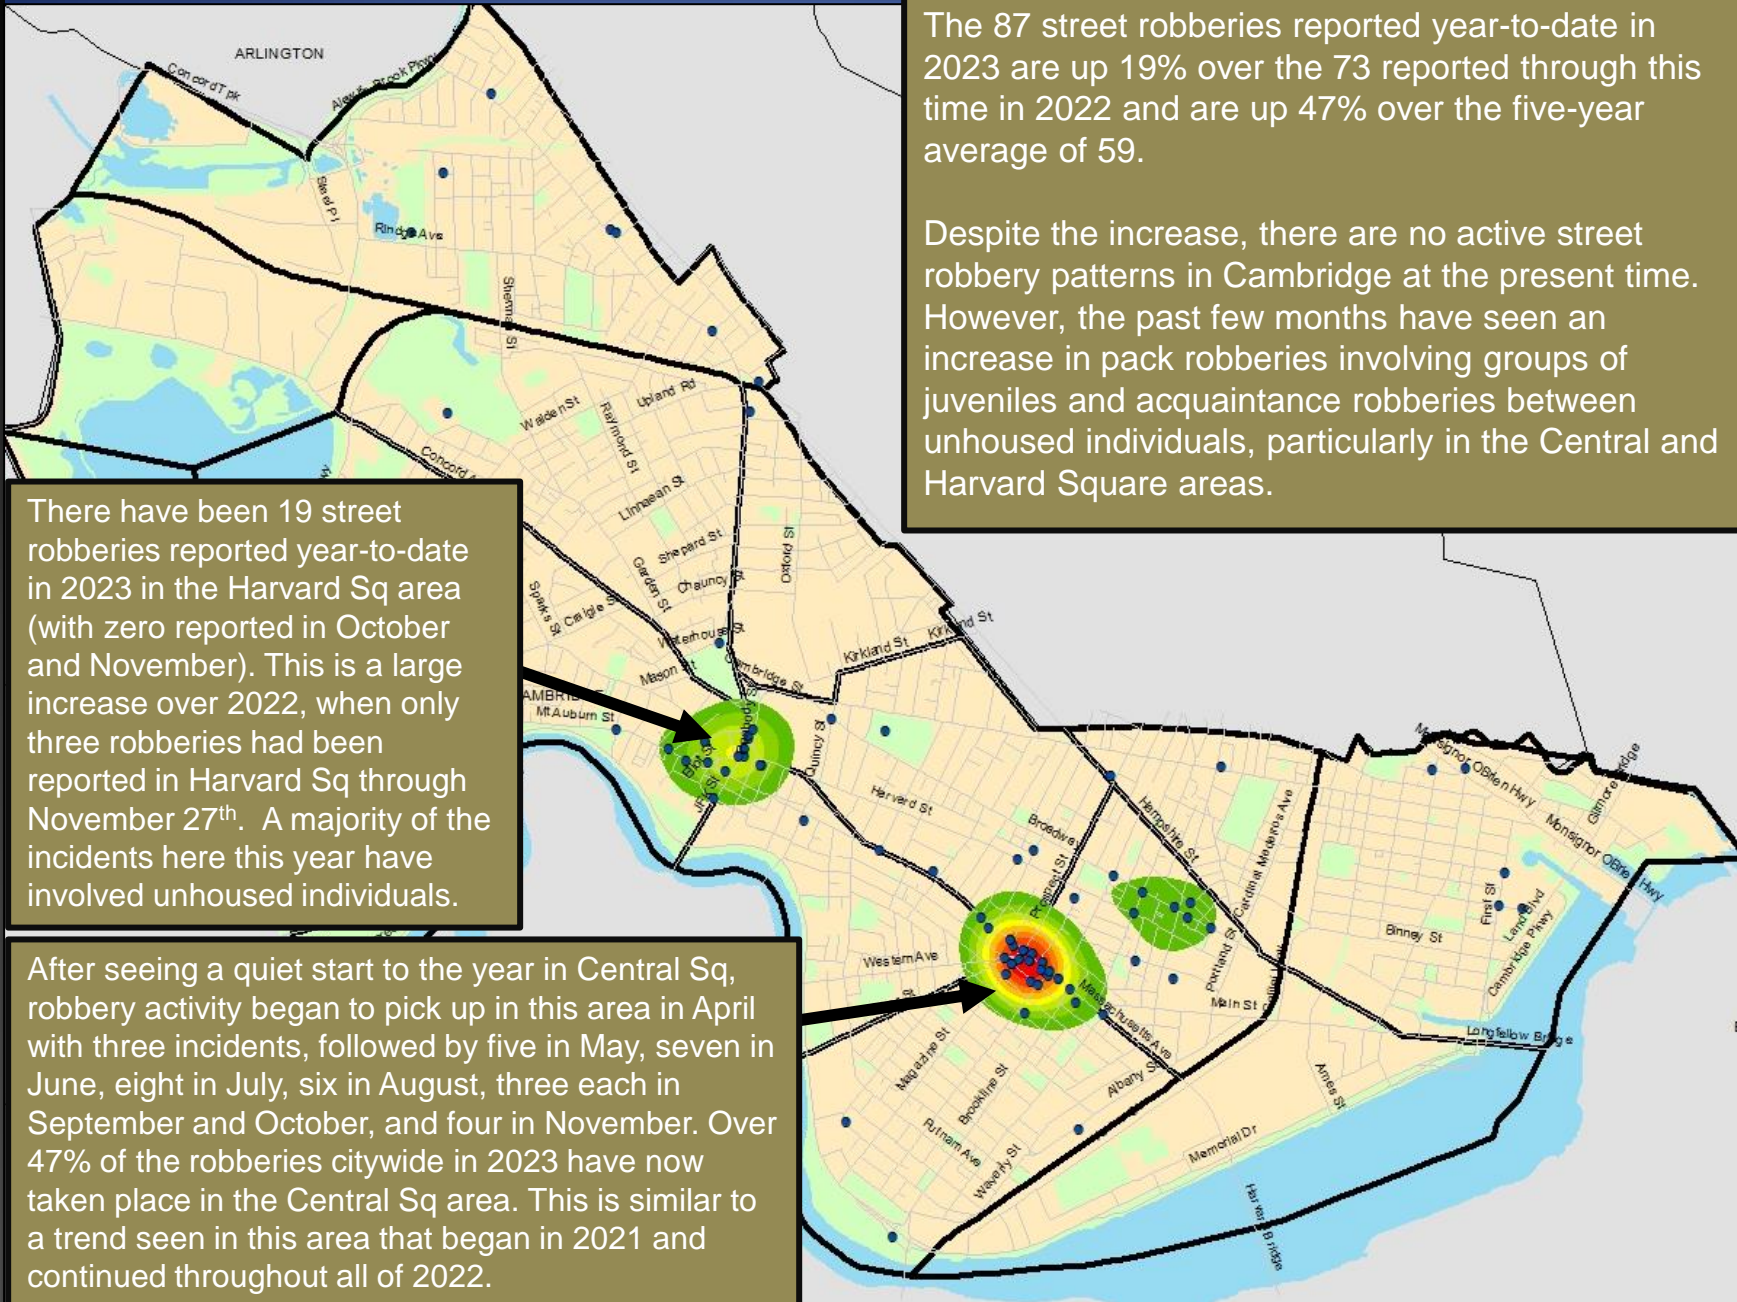 The 87 street robberies reported year-to-date in
2023 are up 19% over the 73 reported through this
time in 2022 and are up 47% over the five-year
average of 59.
Despite the increase, there are no active street
robbery patterns in Cambridge at the present time.
However, the past few months have seen an
increase in pack robberies involving groups of
juveniles and acquaintance robberies between
unhoused individuals, particularly in the Central and
Harvard Square areas.
There have been 19 street
robberies reported year-to-date
in 2023 in the Harvard Sq area
(with zero reported in October
and November). This is a large
increase over 2022, when only
three robberies had been
reported in Harvard Sq through
November 27th. A majority of the
incidents here this year have
involved unhoused individuals.
After seeing a quiet start to the year in Central Sq,
robbery activity began to pick up in this area in April
with three incidents, followed by five in May, seven in
June, eight in July, six in August, three each in
September and October, and four in November. Over
47% of the robberies citywide in 2023 have now
taken place in the Central Sq area. This is similar to
a trend seen in this area that began in 2021 and
continued throughout all of 2022.
ARLINGTON
Concord Tpk
Steel Pl
Rindge Ave
Sherman St
Upland Rd
Walden St
Raymond St
Concord
Linnaean St
Shepard St
Oxford St
Garden St
Chauncy St
Sparks St
Craigie St
Waterhouse St
Kirkland St
Kirkland St
Mason St
Cambridge St
Mt Auburn St
Quincy St
JFK St
Harvard St
Broadway
Prospect St
Hampshire St
Cardinal Medeiros Ave
Monsignor OBrien Hwy
Gilmore Bridge
Monsignor OBrien Hwy
First St
Land Blvd
Cambridge Pkwy
Binney St
Portland St
Western Ave
Main St
Massachusetts Ave
Longfellow Bridge
Magazine St
Brookline St
Albany St
Ames St
Putnam Ave
Waverly St
Memorial Dr
Harvard Bridge